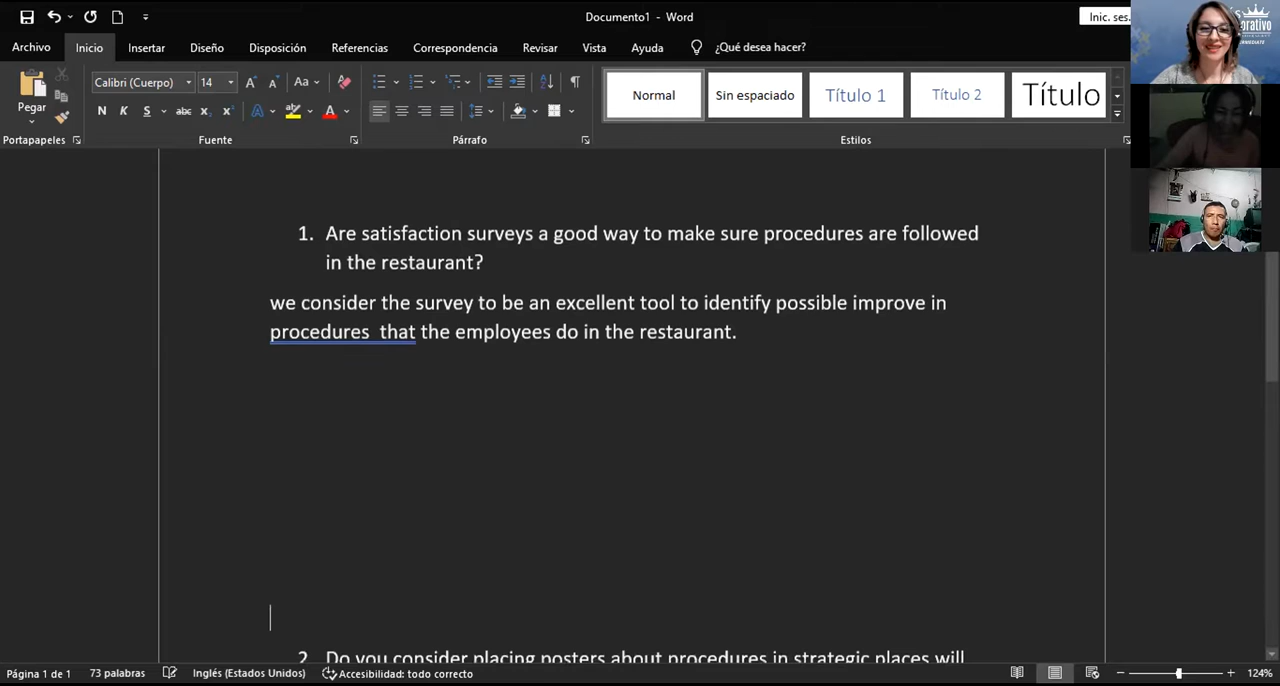 Documento1 - Word
Inic. ses.
Archivo Inicio Insertar Diseño Disposición Referencias Correspondencia Revisar Vista Ayuda ¿Qué desea hacer?
Calibri (Cuerpo) 14 Aa
Pegar
N K S abc x₂ x² A A
Normal Sin espaciado Título 1 Título 2 Título
Portapapeles Fuente Párrafo Estilos
1. Are satisfaction surveys a good way to make sure procedures are followed
in the restaurant?
we consider the survey to be an excellent tool to identify possible improve in
procedures  that the employees do in the restaurant.
2. Do you consider placing posters about procedures in strategic places will
Página 1 de 1 73 palabras Inglés (Estados Unidos) Accesibilidad: todo correcto 124%